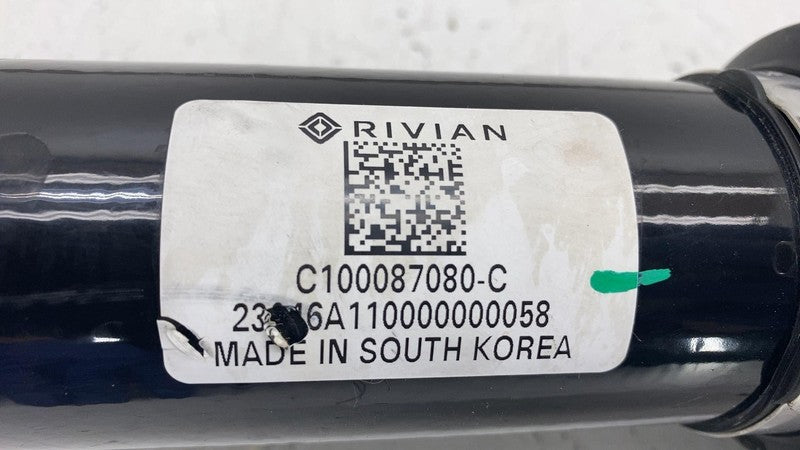 RIVIAN
C100087080-C
MADE IN SOUTH KOREA